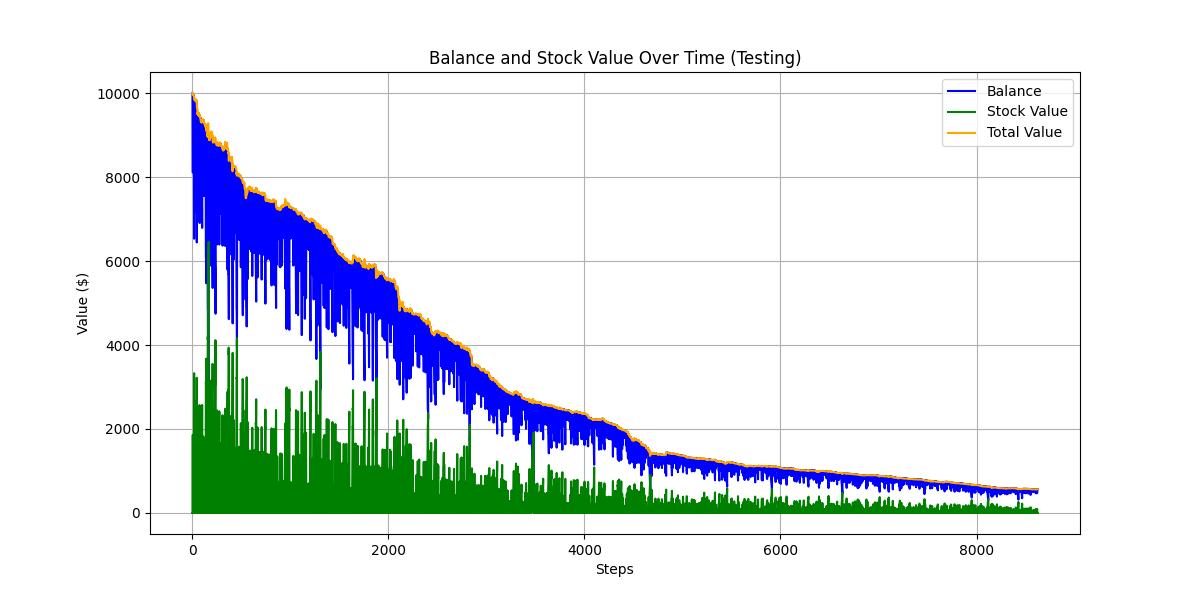 Balance and Stock Value Over Time (Testing)
Balance
Stock Value
Total Value
10000
8000
6000
4000
2000
0
Value ($)
0 2000 4000 6000 8000
Steps